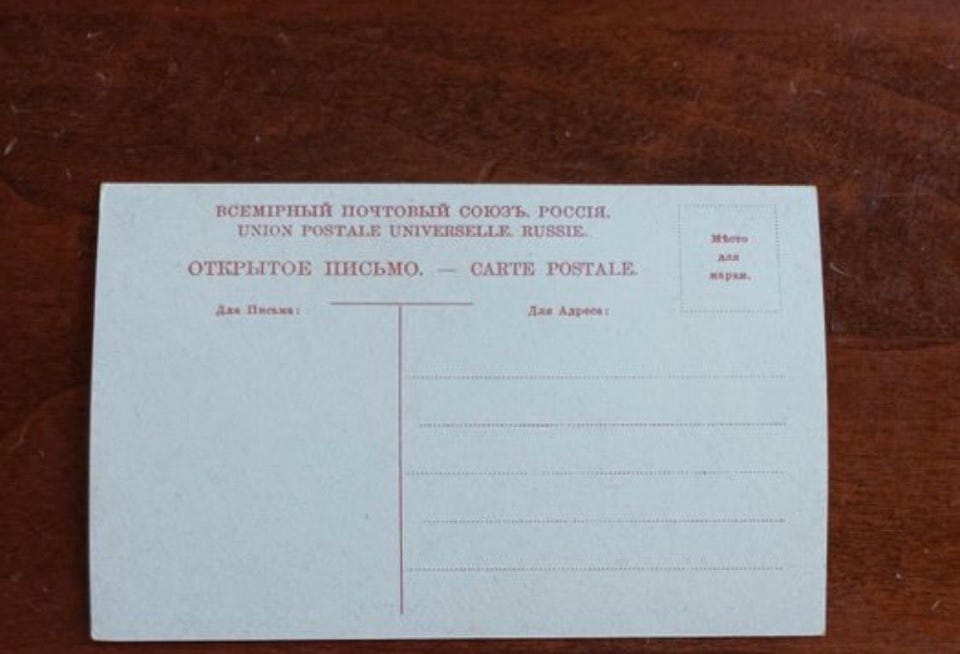 ВСЕМІРНЫЙ ПОЧТОВЫЙ СОЮЗЪ. РОССІЯ.
UNION POSTALE UNIVERSELLE. RUSSIE.
ОТКРЫТОЕ ПИСЬМО. — CARTE POSTALE.
Мѣсто
для
марки.
Для Письма:
Для Адреса: